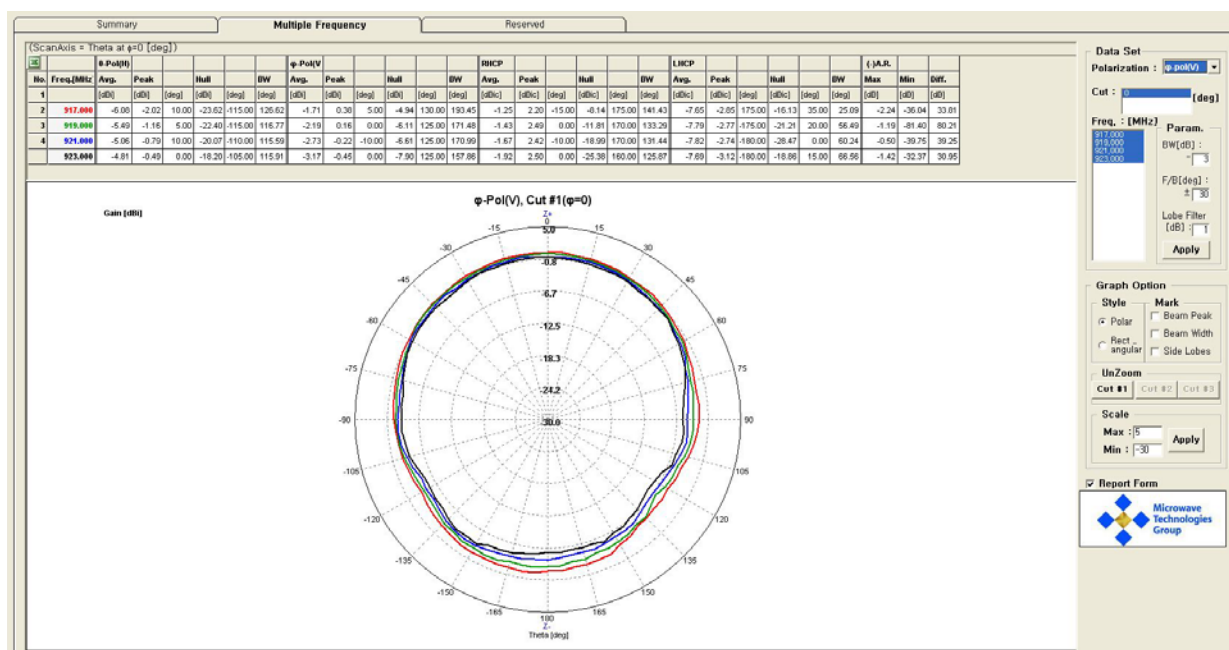 Summary Multiple Frequency Reserved
(ScanAxis = Theta at φ=0 [deg])
θ-Pol(H) φ-Pol(V RHCP LHCP (-)A.R.
No. Freq.[MHz] Avg. Peak Null BW Avg. Peak Null BW Avg. Peak Null BW Avg. Peak Null BW Max Min Diff.
1 [dBi] [dBi] [deg] [dBi] [deg] [deg] [dBi] [dBi] [deg] [dBi] [deg] [deg] [dBic] [dBic] [deg] [dBic] [deg] [deg] [dBic] [dBic] [deg] [dBic] [deg] [deg] [dB] [dB] [dB]
2 917.000 -6.08 -2.02 10.00 -23.62 -115.00 126.62 -1.71 0.38 5.00 -4.94 130.00 193.45 -1.25 2.20 -15.00 -8.14 175.00 141.43 -7.65 -2.85 175.00 -16.13 35.00 25.09 -2.24 -36.04 33.81
3 919.000 -5.49 -1.16 5.00 -22.40 -115.00 116.77 -2.19 0.16 0.00 -6.11 125.00 171.48 -1.43 2.49 0.00 -11.81 170.00 133.29 -7.79 -2.77 -175.00 -21.21 20.00 56.49 -1.19 -81.40 80.21
4 921.000 -5.06 -0.79 10.00 -20.07 -110.00 115.59 -2.73 -0.22 -10.00 -6.61 125.00 170.99 -1.67 2.42 -10.00 -18.99 170.00 131.44 -7.82 -2.74 -180.00 -28.47 0.00 60.24 -0.50 -39.75 39.25
923.000 -4.81 -0.49 0.00 -18.20 -105.00 115.91 -3.17 -0.45 0.00 -7.90 125.00 157.86 -1.92 2.50 0.00 -25.38 160.00 125.87 -7.69 -3.12 -180.00 -18.86 15.00 66.56 -1.42 -32.37 30.95
φ-Pol(V), Cut #1(φ=0)
Gain [dBi]
Z+
0
-15 5.0 15
-30 30
-0.8
-45 45
-6.7
-60 -12.5 60
-75 -18.3 75
-24.2
-90 -30.0 90
-105 105
-120 120
-135 135
-150 150
-165 165
180
Z-
Theta [deg]
Data Set
Polarization : φ-pol(V)
Cut : 0 [deg]
Freq. : [MHz]
917,000
919,000
921,000
923,000
Param.
BW[dB] :
- 3
F/B[deg] :
± 30
Lobe Filter
[dB] : 1
Apply
Graph Option
Style Mark
Polar Beam Peak
Rect_ Beam Width
angular Side Lobes
UnZoom
Cut #1 Cut #2 Cut #3
Scale
Max : 5
Min : -30
Apply
Report Form
Microwave
Technologies
Group